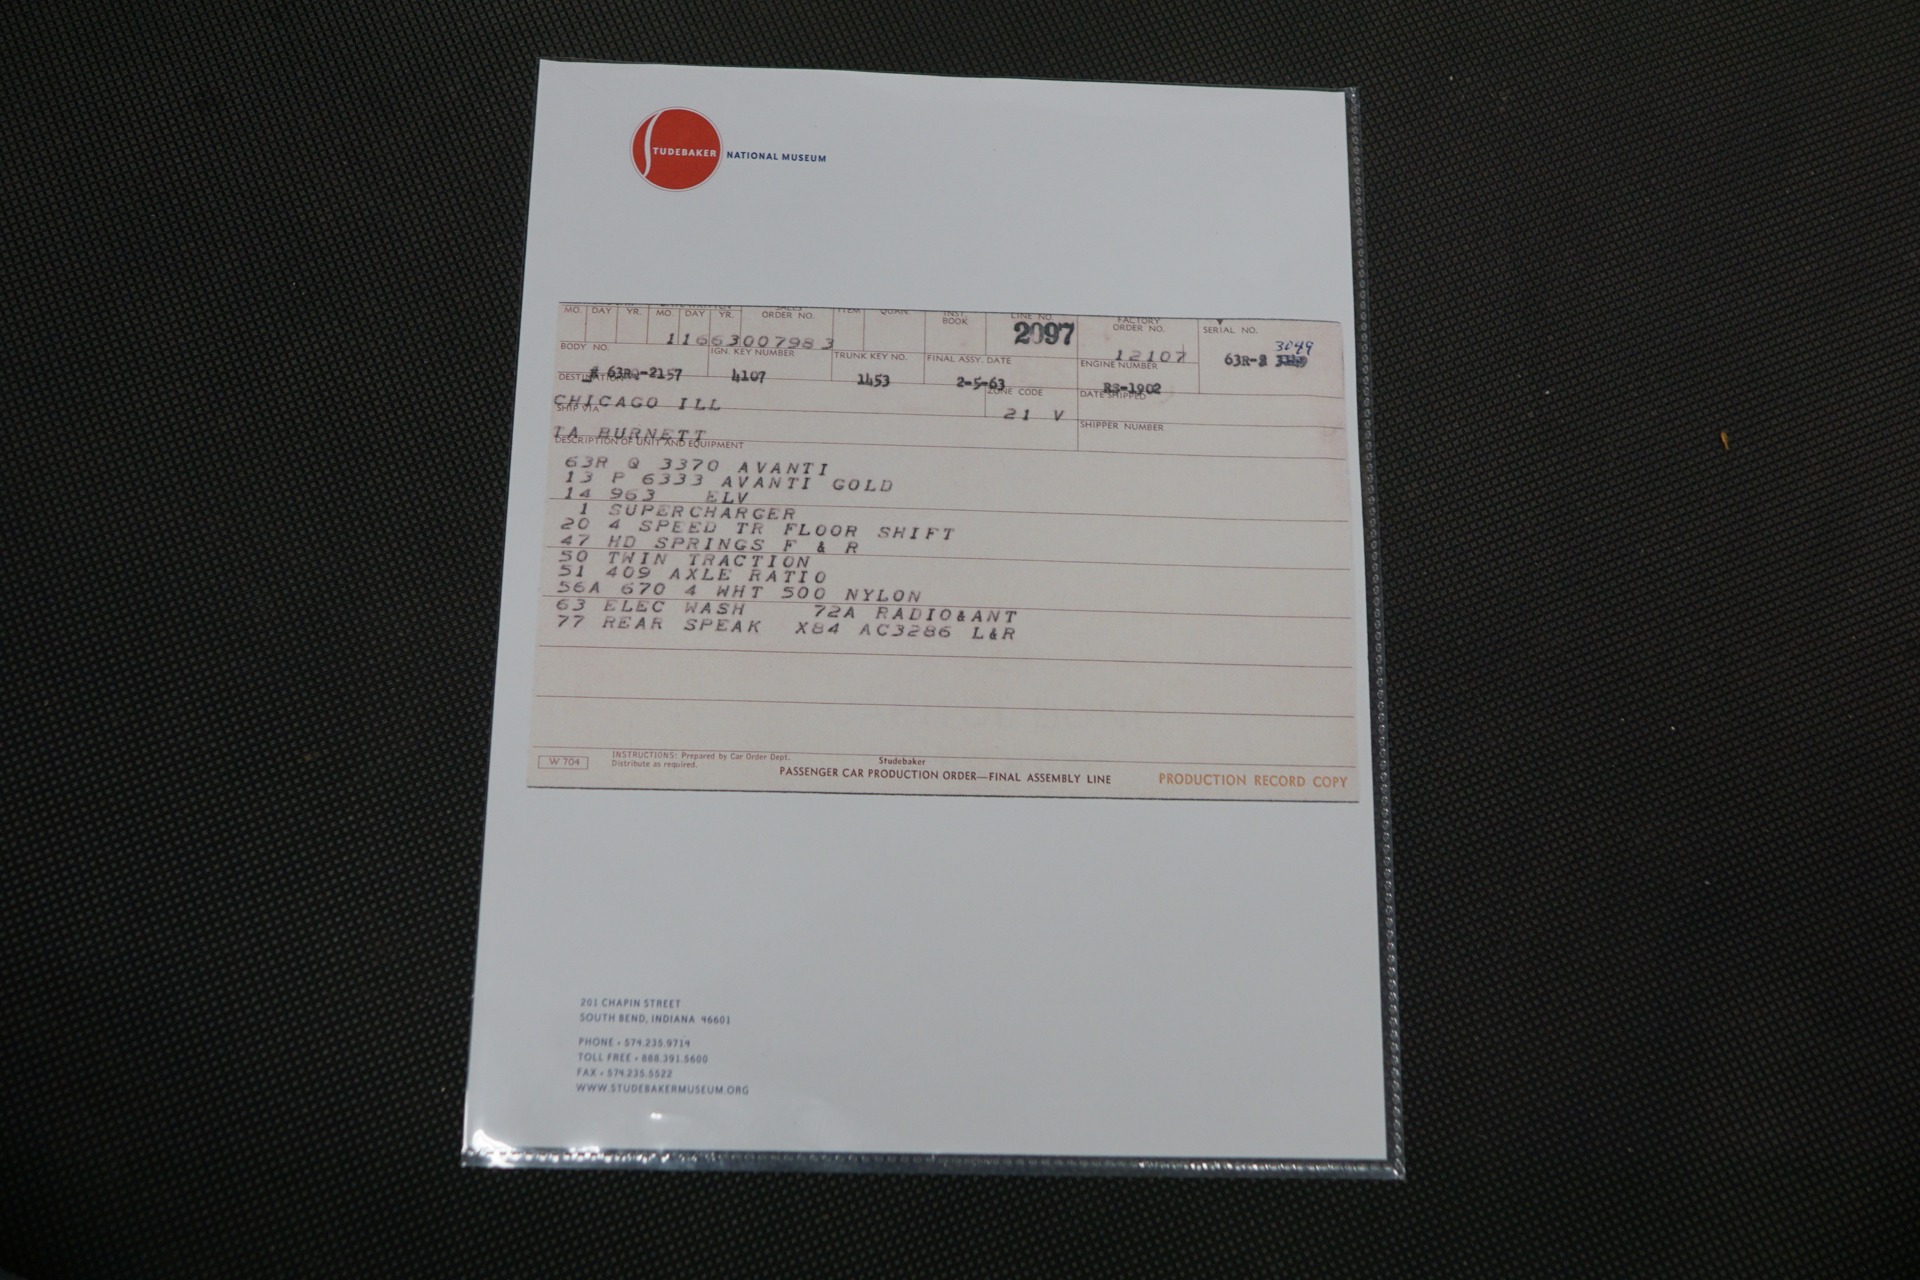 STUDEBAKER NATIONAL MUSEUM
MO. DAY YR. MO. DAY YR. ORDER NO. ITEM QUAN. INST. BOOK LINE NO. FACTORY ORDER NO. SERIAL NO.
11663007983 2097 12107 63R- 3049
BODY NO. IGN. KEY NUMBER TRUNK KEY NO. FINAL ASSY. DATE ENGINE NUMBER
63RQ-2157 4107 1453 2-5-63 RS-1902
DESTINATION ZONE CODE DATE SHIPPED
CHICAGO ILL 21 V
SHIP VIA SHIPPER NUMBER
BURNETT
DESCRIPTION OF UNIT AND EQUIPMENT
63R Q 3370 AVANTI
13 P 6333 AVANTI GOLD
14 963 ELV
1 SUPERCHARGER
20 4 SPEED TR FLOOR SHIFT
47 HD SPRINGS F & R
50 TWIN TRACTION
51 409 AXLE RATIO
56A 670 4 WHT 500 NYLON
63 ELEC WASH 72A RADIO&ANT
77 REAR SPEAK X84 AC3286 L&R
W 704
INSTRUCTIONS: Prepared by Car Order Dept.
Distribute as required.
Studebaker
PASSENGER CAR PRODUCTION ORDER—FINAL ASSEMBLY LINE
PRODUCTION RECORD COPY
201 CHAPIN STREET
SOUTH BEND, INDIANA 46601
PHONE • 574.235.9714
TOLL FREE • 888.391.5600
FAX • 574.235.5522
WWW.STUDEBAKERMUSEUM.ORG